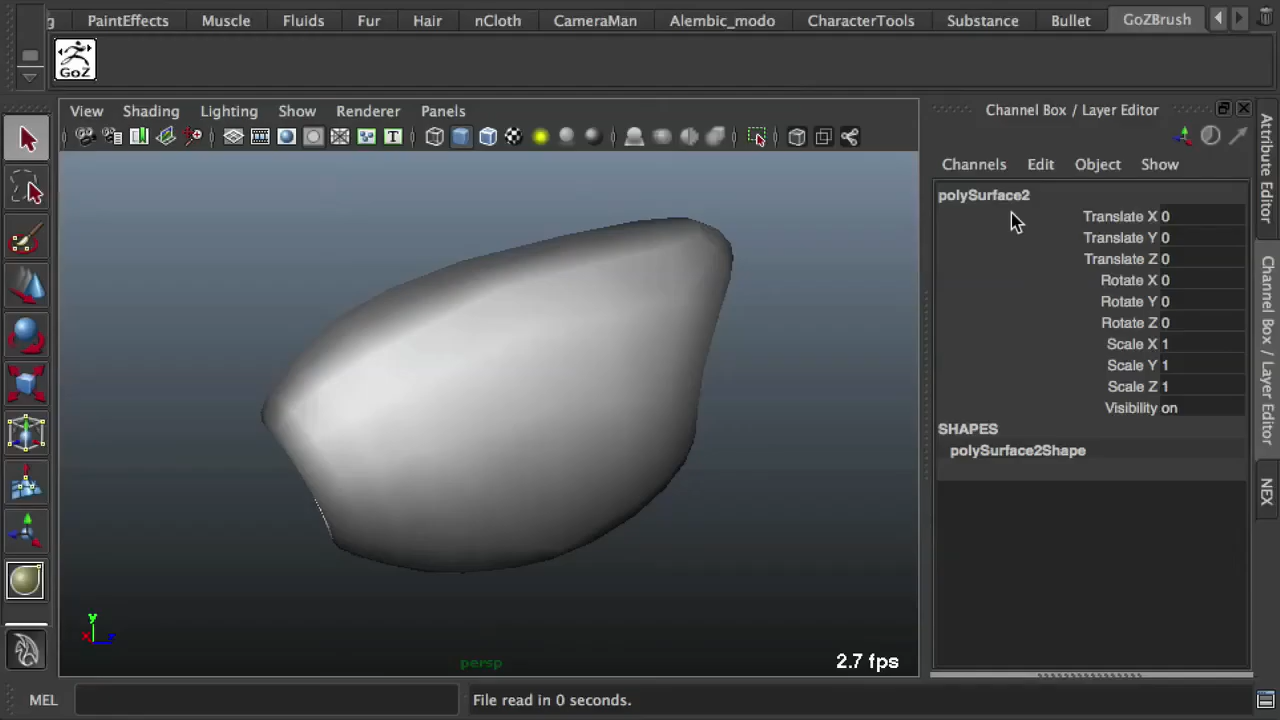 g PaintEffects Muscle Fluids Fur Hair nCloth CameraMan Alembic_modo CharacterTools Substance Bullet GoZBrush
GoZ
View Shading Lighting Show Renderer Panels
T
persp
2.7 fps
y
x z
Channel Box / Layer Editor
Channels Edit Object Show
polySurface2
Translate X 0
Translate Y 0
Translate Z 0
Rotate X 0
Rotate Y 0
Rotate Z 0
Scale X 1
Scale Y 1
Scale Z 1
Visibility on
SHAPES
polySurface2Shape
Attribute Editor
Channel Box / Layer Editor
NEX
MEL
File read in 0 seconds.